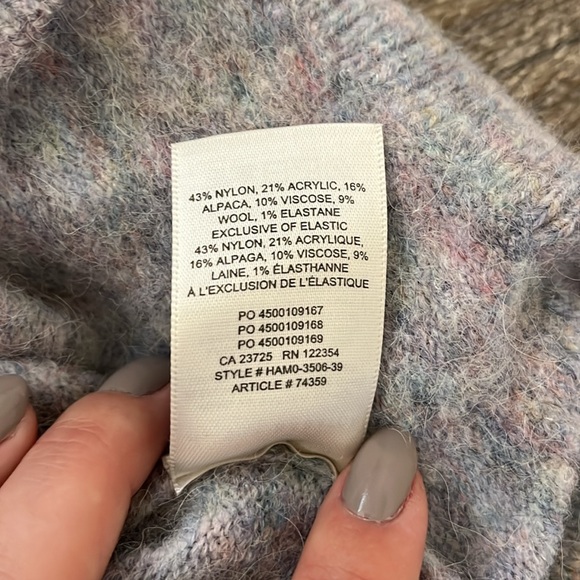 43% NYLON, 21% ACRYLIC, 16%
ALPACA, 10% VISCOSE, 9%
WOOL, 1% ELASTANE
EXCLUSIVE OF ELASTIC
43% NYLON, 21% ACRYLIQUE,
16% ALPAGA, 10% VISCOSE, 9%
LAINE, 1% ÉLASTHANNE
À L'EXCLUSION DE L'ÉLASTIQUE
PO 4500109167
PO 4500109168
PO 4500109169
CA 23725 RN 122354
STYLE # HAM0-3506-39
ARTICLE # 74359